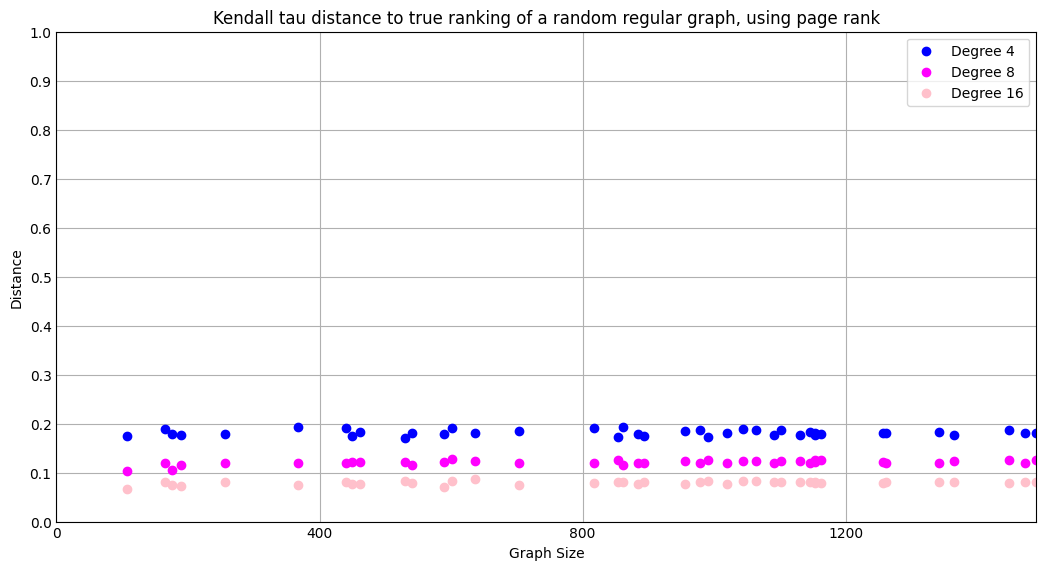 Kendall tau distance to true ranking of a random regular graph, using page rank
Distance
1.0
0.9
0.8
0.7
0.6
0.5
0.4
0.3
0.2
0.1
0.0
Degree 4
Degree 8
Degree 16
0
400
800
1200
Graph Size